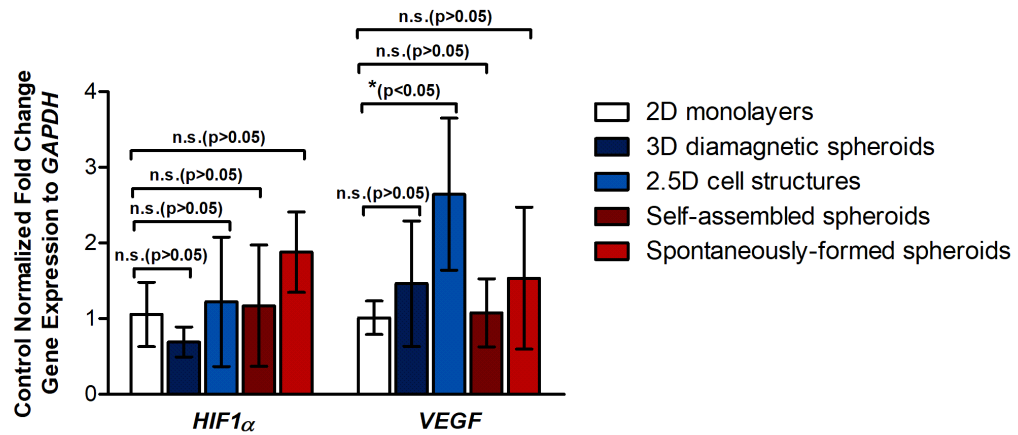 n.s.(p>0.05)
n.s.(p>0.05)
*(p<0.05)
n.s.(p>0.05)
n.s.(p>0.05)
n.s.(p>0.05)
n.s.(p>0.05)
n.s.(p>0.05)
Control Normalized Fold Change
Gene Expression to GAPDH
4
3
2
1
0
HIF1α
VEGF
2D monolayers
3D diamagnetic spheroids
2.5D cell structures
Self-assembled spheroids
Spontaneously-formed spheroids